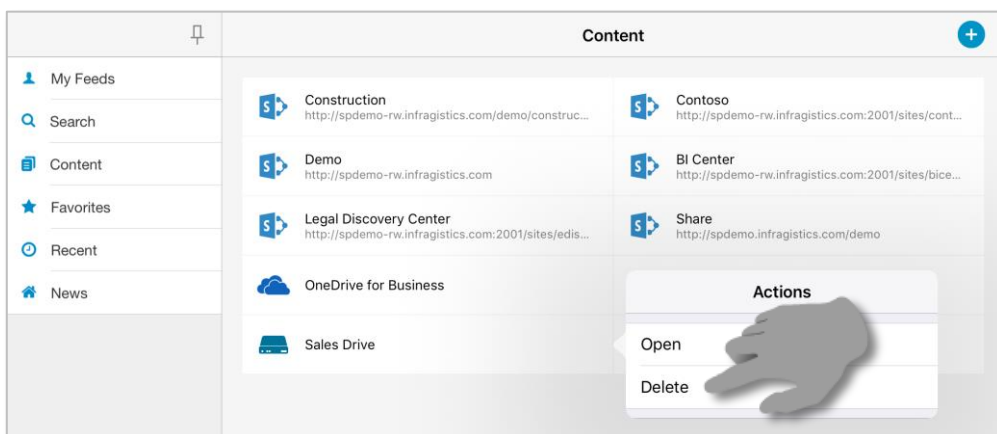 Content
My Feeds
Search
Content
Favorites
Recent
News
Construction
http://spdemo-rw.infragistics.com/demo/construc...
Contoso
http://spdemo-rw.infragistics.com:2001/sites/cont...
Demo
http://spdemo-rw.infragistics.com
BI Center
http://spdemo-rw.infragistics.com:2001/sites/bice...
Legal Discovery Center
http://spdemo-rw.infragistics.com:2001/sites/edis...
Share
http://spdemo.infragistics.com/demo
OneDrive for Business
Sales Drive
Actions
Open
Delete